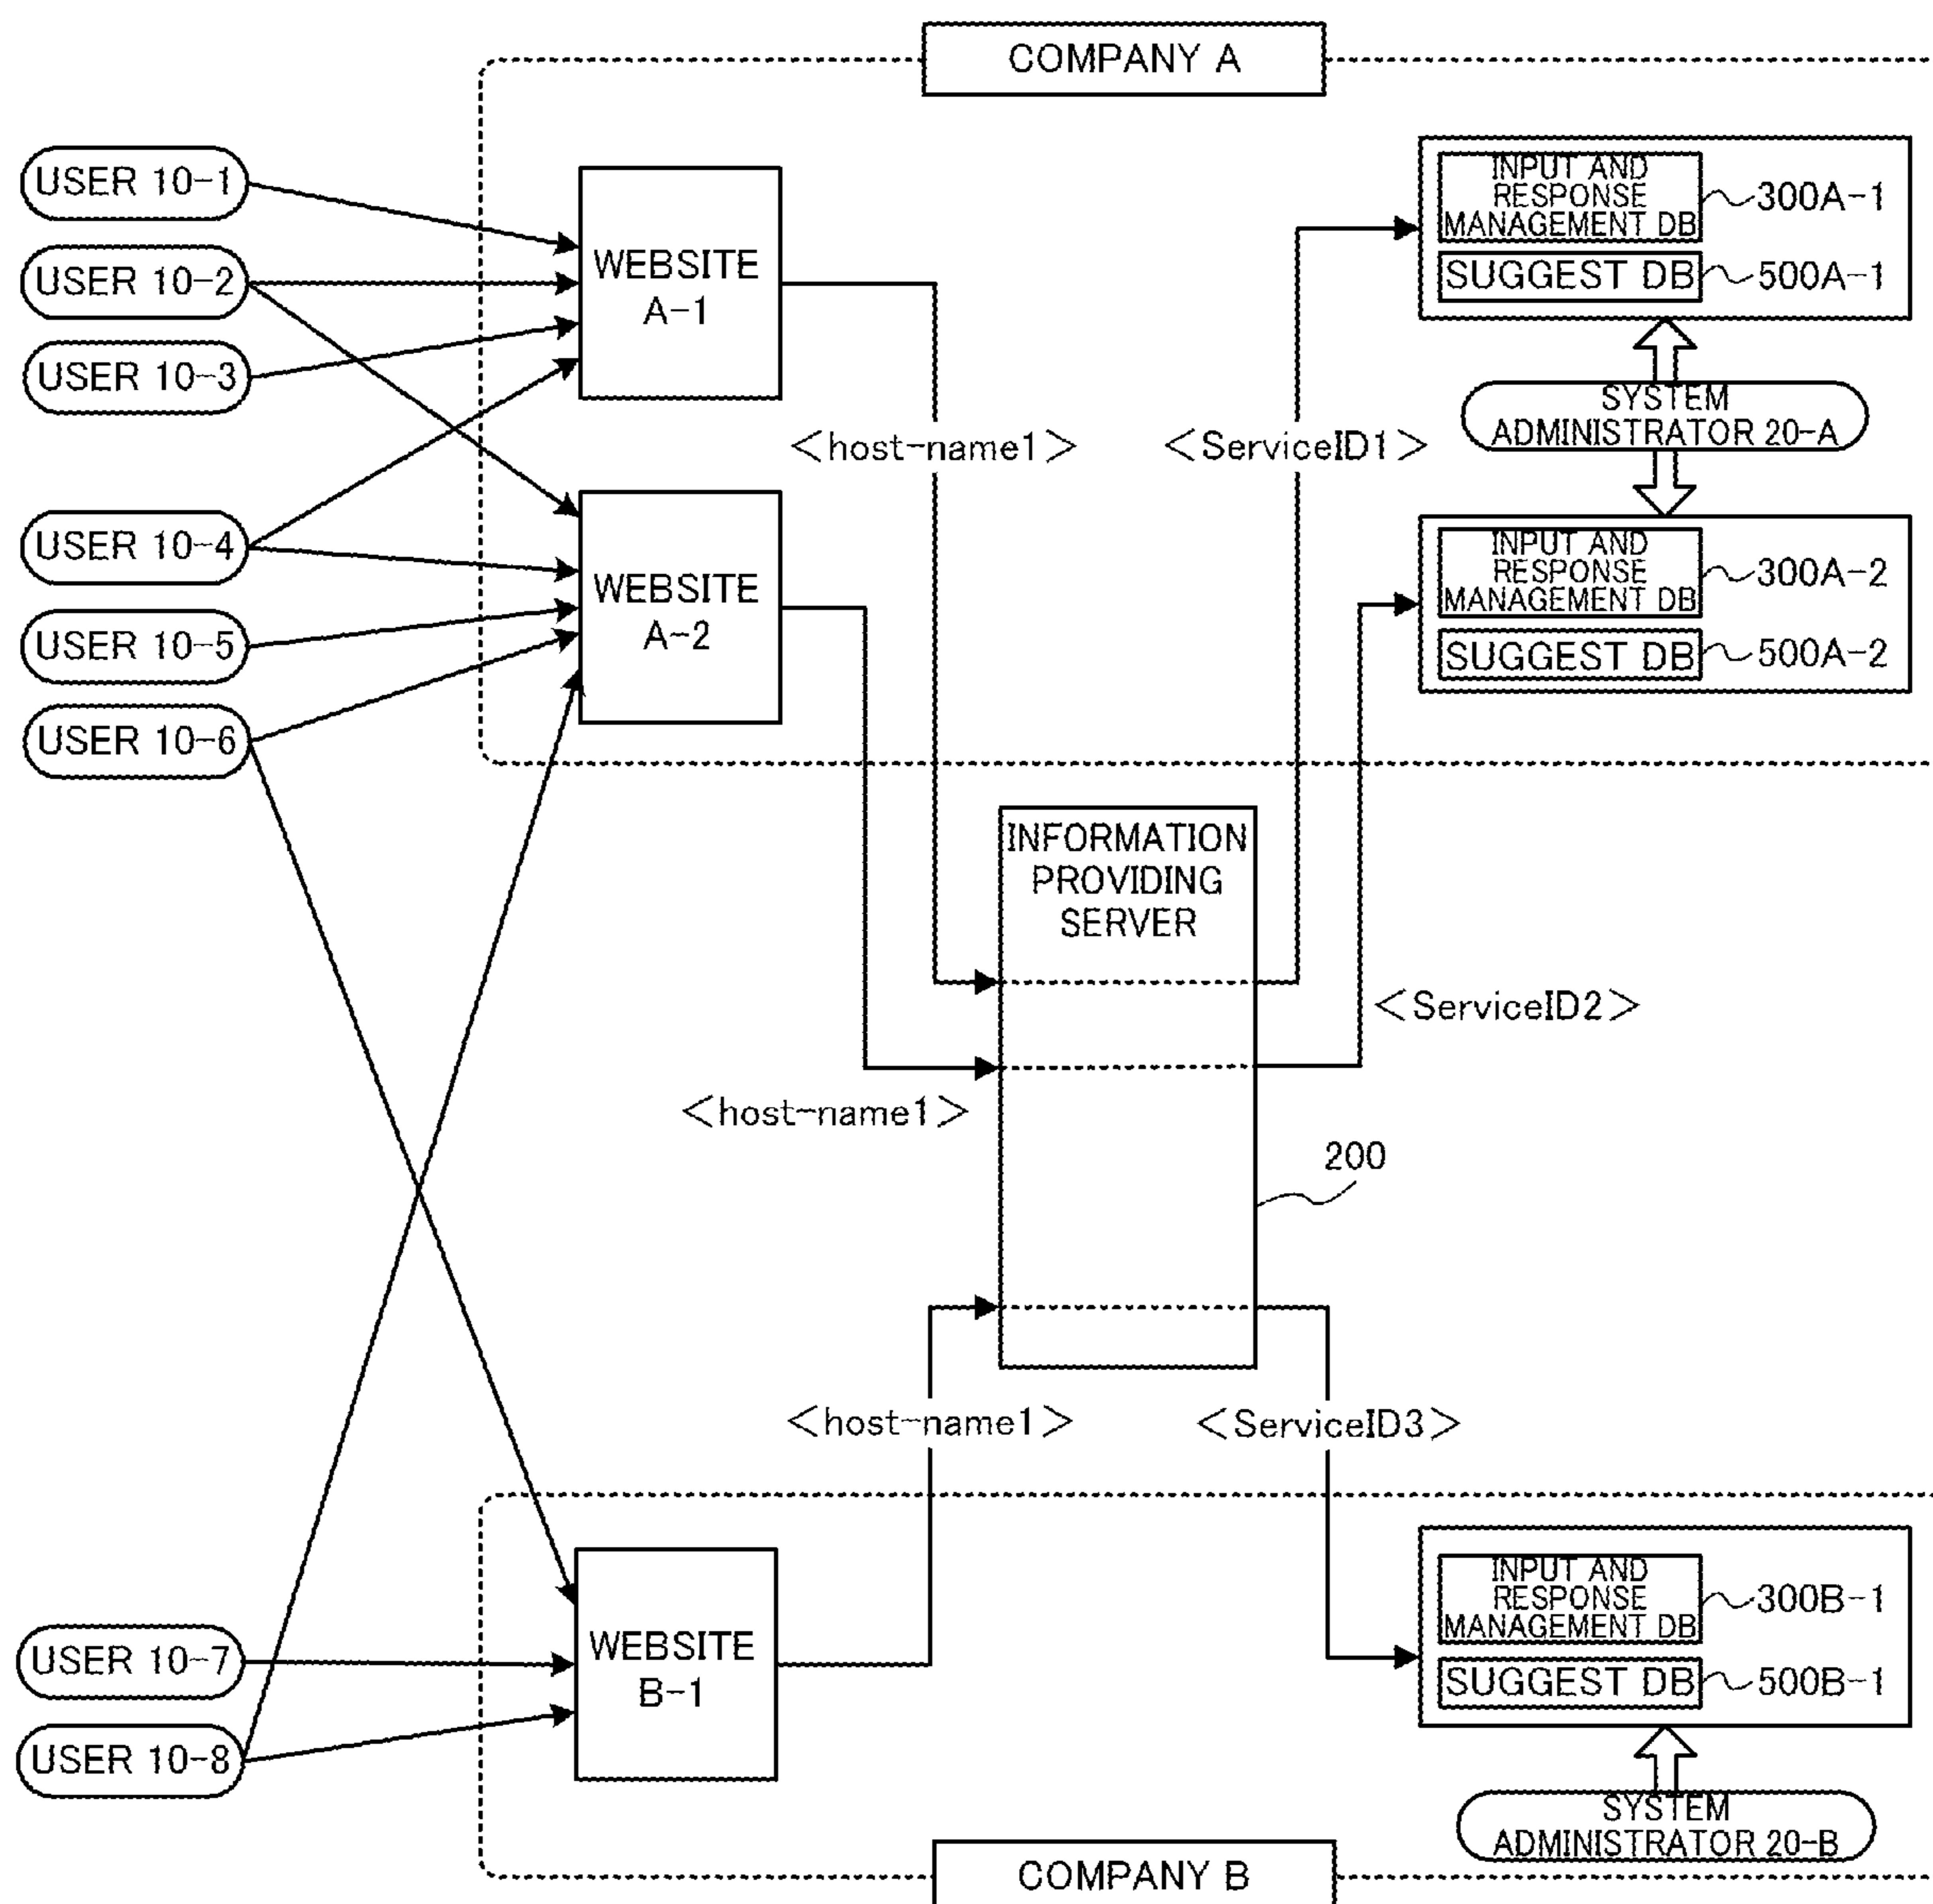 COMPANY A
USER 10-1
USER 10-2
USER 10-3
USER 10-4
USER 10-5
USER 10-6
WEBSITE
A-1
WEBSITE
A-2
<host-name1>
<ServiceID1>
INPUT AND
RESPONSE
MANAGEMENT DB
300A-1
SUGGEST DB
500A-1
SYSTEM
ADMINISTRATOR 20-A
INPUT AND
RESPONSE
MANAGEMENT DB
300A-2
SUGGEST DB
500A-2
INFORMATION
PROVIDING
SERVER
<ServiceID2>
<host-name1>
200
<host-name1>
<ServiceID3>
USER 10-7
USER 10-8
WEBSITE
B-1
INPUT AND
RESPONSE
MANAGEMENT DB
300B-1
SUGGEST DB
500B-1
SYSTEM
ADMINISTRATOR 20-B
COMPANY B